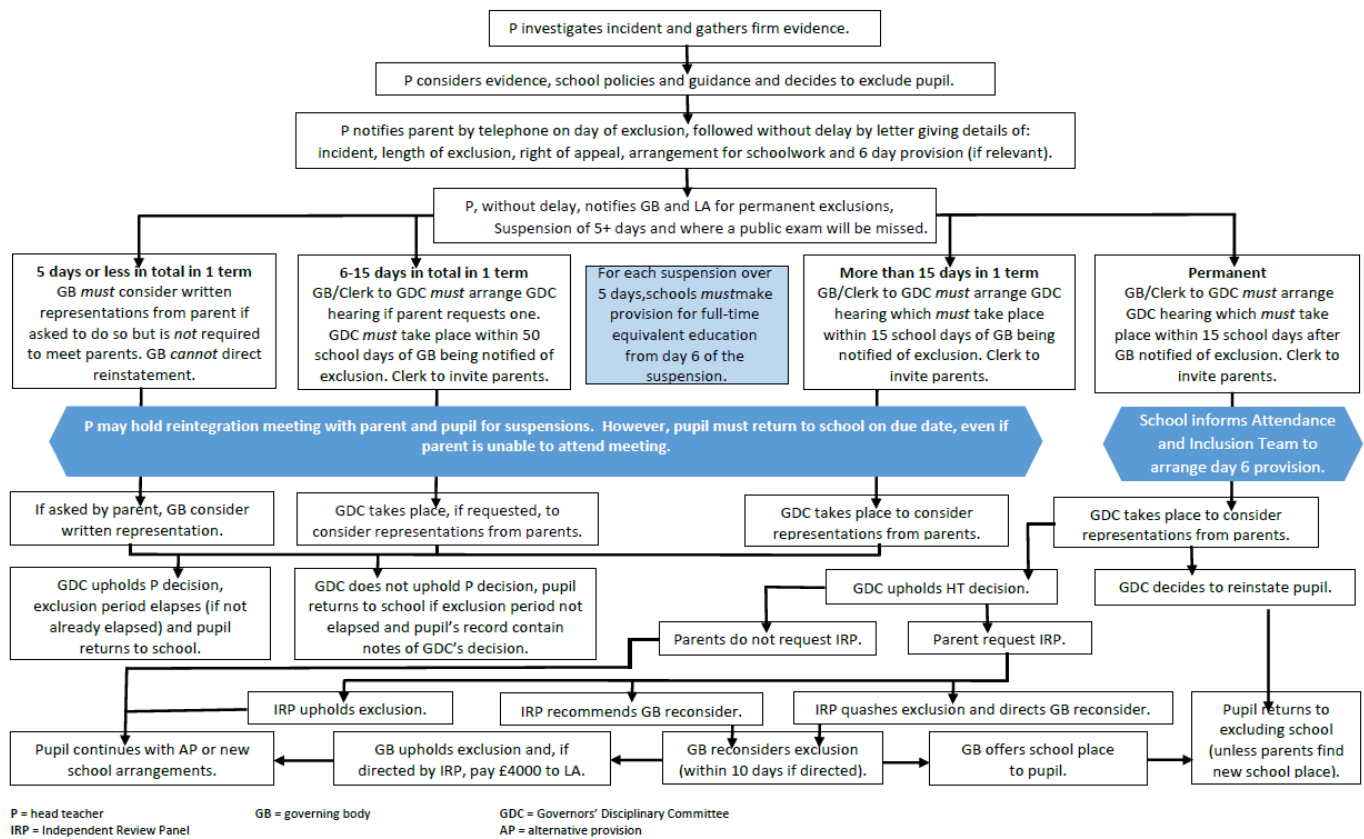 P investigates incident and gathers firm evidence.
P considers evidence, school policies and guidance and decides to exclude pupil.
P notifies parent by telephone on day of exclusion, followed without delay by letter giving details of:
incident, length of exclusion, right of appeal, arrangement for schoolwork and 6 day provision (if relevant).
P, without delay, notifies GB and LA for permanent exclusions,
Suspension of 5+ days and where a public exam will be missed.
5 days or less in total in 1 term
GB must consider written
representations from parent if
asked to do so but is not required
to meet parents. GB cannot direct
reinstatement.
6-15 days in total in 1 term
GB/Clerk to GDC must arrange GDC
hearing if parent requests one.
GDC must take place within 50
school days of GB being notified of
exclusion. Clerk to invite parents.
For each suspension over
5 days,schools mustmake
provision for full-time
equivalent education
from day 6 of the
suspension.
More than 15 days in 1 term
GB/Clerk to GDC must arrange GDC
hearing which must take place
within 15 school days of GB being
notified of exclusion. Clerk to
invite parents.
Permanent
GB/Clerk to GDC must arrange
GDC hearing which must take
place within 15 school days after
GB notified of exclusion. Clerk to
invite parents.
P may hold reintegration meeting with parent and pupil for suspensions. However, pupil must return to school on due date, even if
parent is unable to attend meeting.
School informs Attendance
and Inclusion Team to
arrange day 6 provision.
If asked by parent, GB consider
written representation.
GDC takes place, if requested, to
consider representations from parents.
GDC takes place to consider
representations from parents.
GDC takes place to consider
representations from parents.
GDC upholds P decision,
exclusion period elapses (if not
already elapsed) and pupil
returns to school.
GDC does not uphold P decision, pupil
returns to school if exclusion period not
elapsed and pupil's record contain
notes of GDC's decision.
GDC upholds HT decision.
GDC decides to reinstate pupil.
Parents do not request IRP.
Parent request IRP.
IRP upholds exclusion.
IRP recommends GB reconsider.
IRP quashes exclusion and directs GB reconsider.
Pupil returns to
excluding school
(unless parents find
new school place).
Pupil continues with AP or new
school arrangements.
GB upholds exclusion and, if
directed by IRP, pay £4000 to LA.
GB reconsiders exclusion
(within 10 days if directed).
GB offers school place
to pupil.
P = head teacher
GB = governing body
GDC = Governors' Disciplinary Committee
IRP = Independent Review Panel
AP = alternative provision